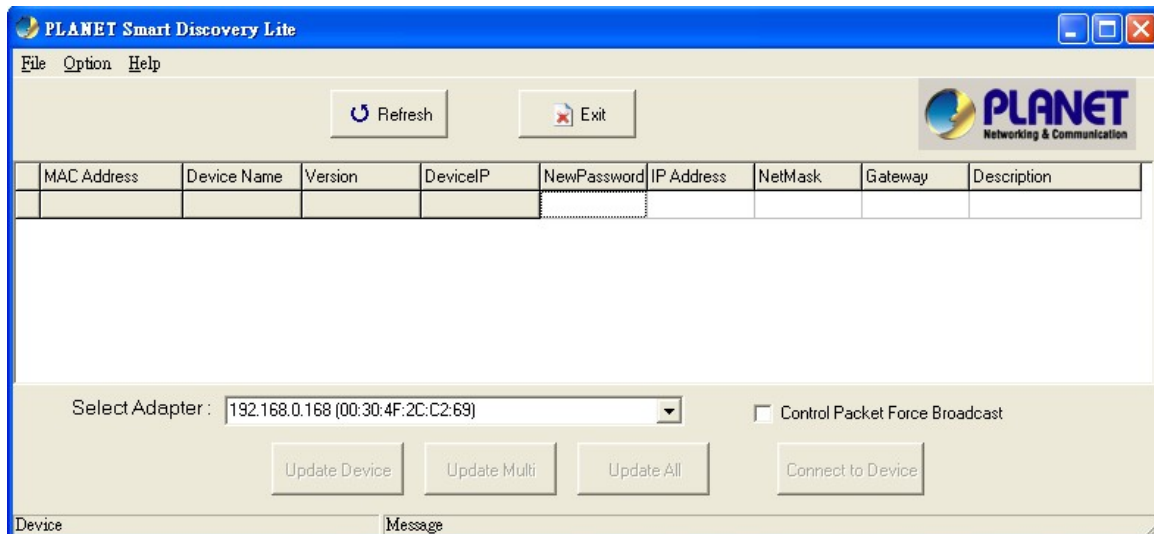 PLANET Smart Discovery Lite
File Option Help
Refresh Exit
PLANET
Networking & Communication
MAC Address Device Name Version DeviceIP NewPassword IP Address NetMask Gateway Description
Select Adapter : 192.168.0.168 (00:30:4F:2C:C2:69) Control Packet Force Broadcast
Update Device Update Multi Update All Connect to Device
Device Message